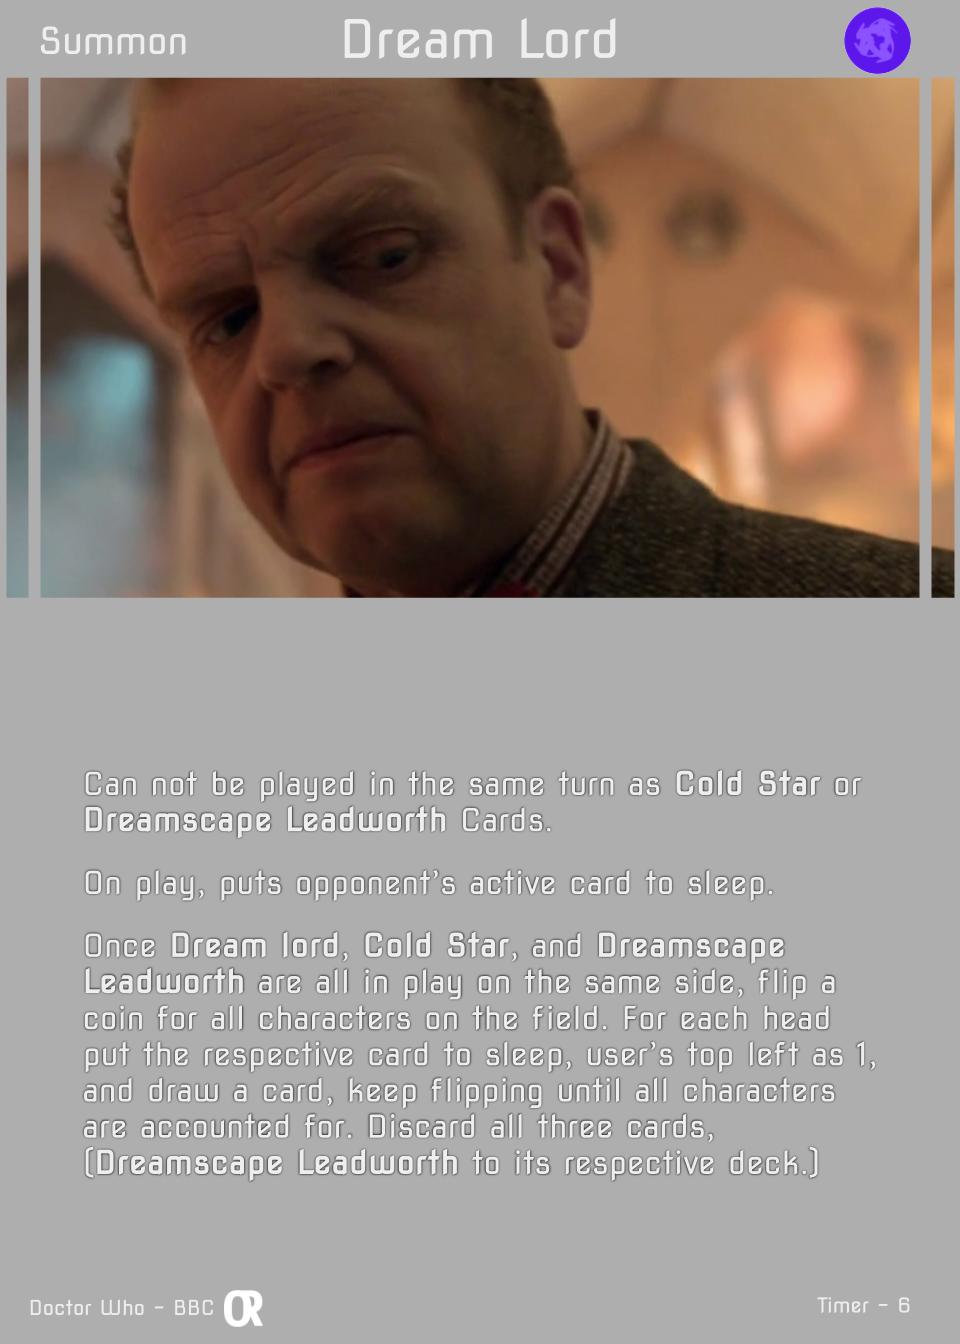 Summon
Dream Lord
Can not be played in the same turn as Cold Star or
Dreamscape Leadworth Cards.
On play, puts opponent's active card to sleep.
Once Dream lord, Cold Star, and Dreamscape
Leadworth are all in play on the same side, flip a
coin for all characters on the field. For each head
put the respective card to sleep, user's top left as 1,
and draw a card, keep flipping until all characters
are accounted for. Discard all three cards,
(Dreamscape Leadworth to its respective deck.)
Doctor Who - BBC OR
Timer - 6